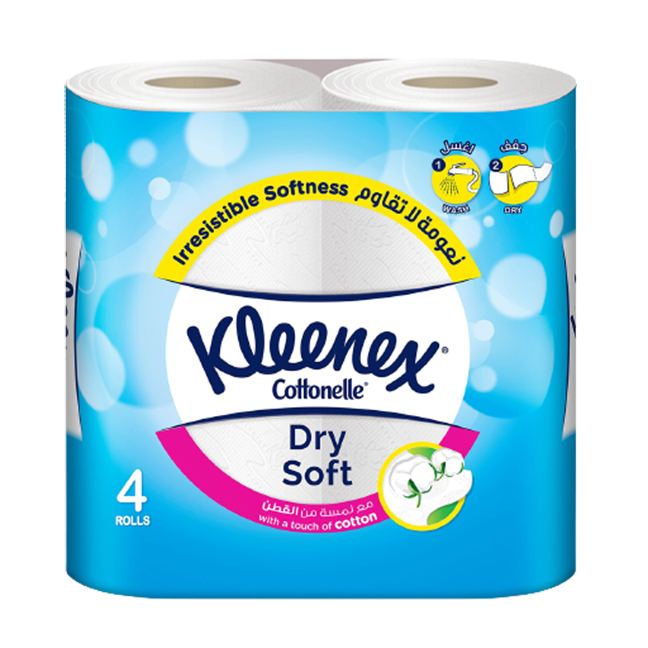 اغسل
1
WASH
جفف
2
DRY
Irresistible Softness نعومة لا تقاوم
Kleenex®
Cottonelle®
Dry
Soft
مع لمسة من القطن
with a touch of cotton
4
ROLLS